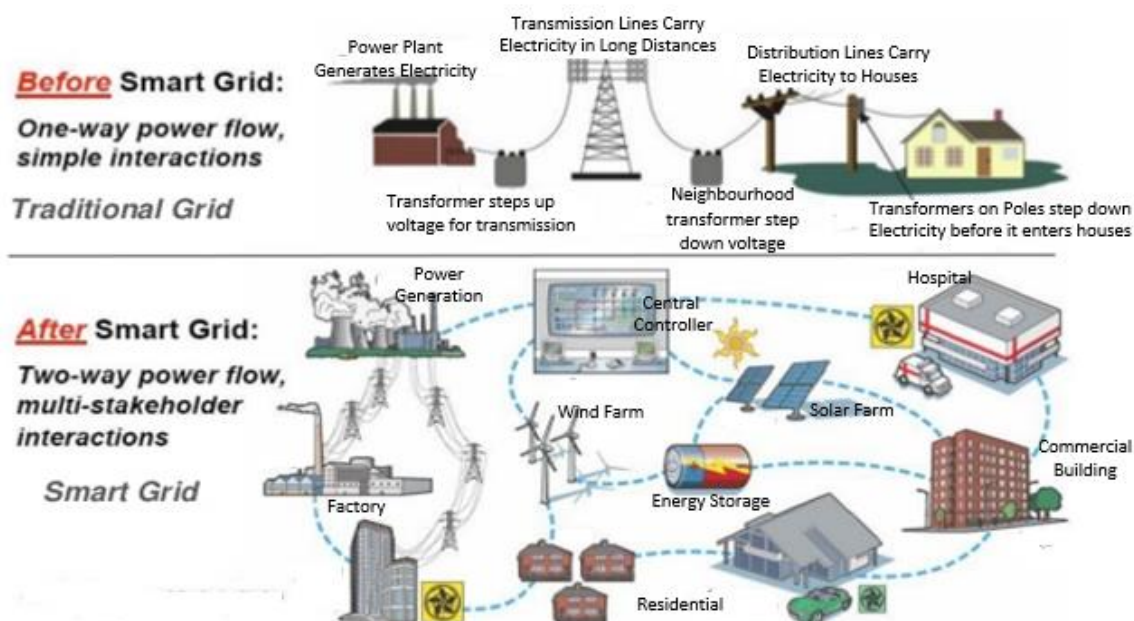 Before Smart Grid:
One-way power flow,
simple interactions
Traditional Grid
Power Plant
Generates Electricity
Transmission Lines Carry
Electricity in Long Distances
Distribution Lines Carry
Electricity to Houses
Transformer steps up
voltage for transmission
Neighbourhood
transformer step
down voltage
Transformers on Poles step down
Electricity before it enters houses
After Smart Grid:
Two-way power flow,
multi-stakeholder
interactions
Smart Grid
Power
Generation
Central
Controller
Hospital
Wind Farm
Solar Farm
Commercial
Building
Factory
Energy Storage
Residential